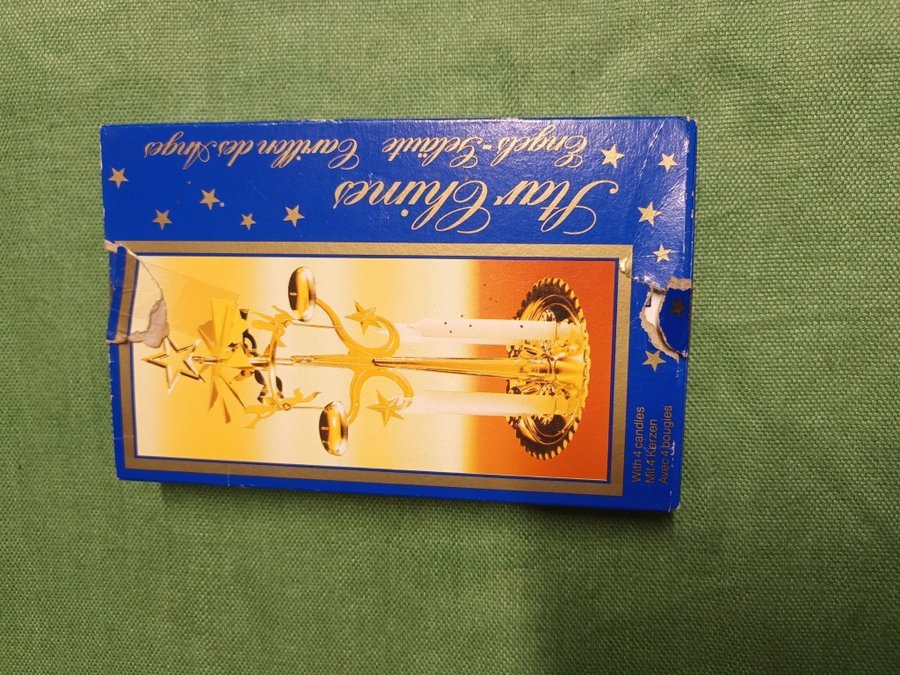 Star Chimes
Engels-Geläute Carillon des Anges
With 4 candles
Mit 4 Kerzen
Avec 4 bougies